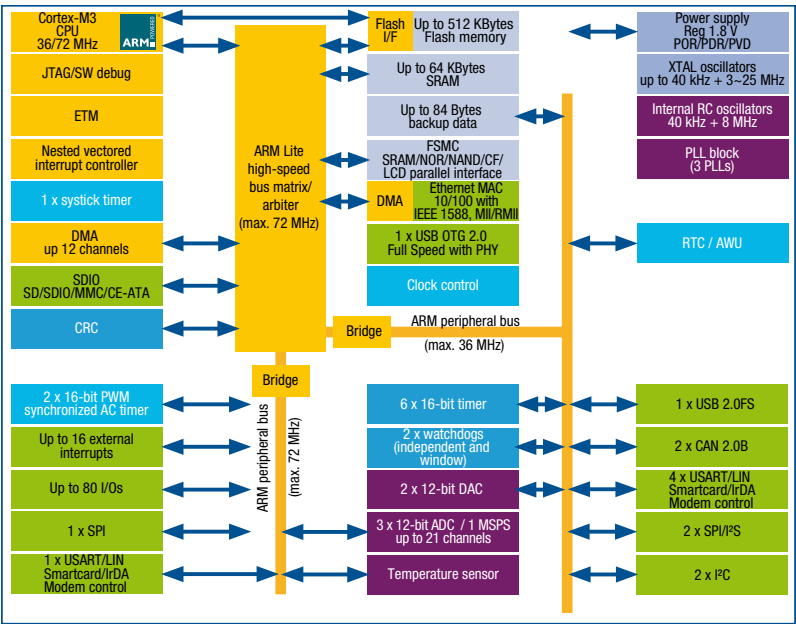 Cortex-M3
CPU
36/72 MHz
ARM POWERED
JTAG/SW debug
ETM
Nested vectored
interrupt controller
1 x systick timer
DMA
up 12 channels
SDIO
SD/SDIO/MMC/CE-ATA
CRC
ARM Lite
high-speed
bus matrix/
arbiter
(max. 72 MHz)
Flash
I/F
Up to 512 KBytes
Flash memory
Up to 64 KBytes
SRAM
Up to 84 Bytes
backup data
FSMC
SRAM/NOR/NAND/CF/
LCD parallel interface
DMA
Ethernet MAC
10/100 with
IEEE 1588, MII/RMII
1 x USB OTG 2.0
Full Speed with PHY
Clock control
Power supply
Reg 1.8 V
POR/PDR/PVD
XTAL oscillators
up to 40 kHz + 3~25 MHz
Internal RC oscillators
40 kHz + 8 MHz
PLL block
(3 PLLs)
RTC / AWU
Bridge
ARM peripheral bus
(max. 36 MHz)
Bridge
ARM peripheral bus
(max. 72 MHz)
2 x 16-bit PWM
synchronized AC timer
Up to 16 external
interrupts
Up to 80 I/Os
1 x SPI
1 x USART/LIN
Smartcard/IrDA
Modem control
6 x 16-bit timer
2 x watchdogs
(independent and
window)
2 x 12-bit DAC
3 x 12-bit ADC / 1 MSPS
up to 21 channels
Temperature sensor
1 x USB 2.0FS
2 x CAN 2.0B
4 x USART/LIN
Smartcard/IrDA
Modem control
2 x SPI/I²S
2 x I²C